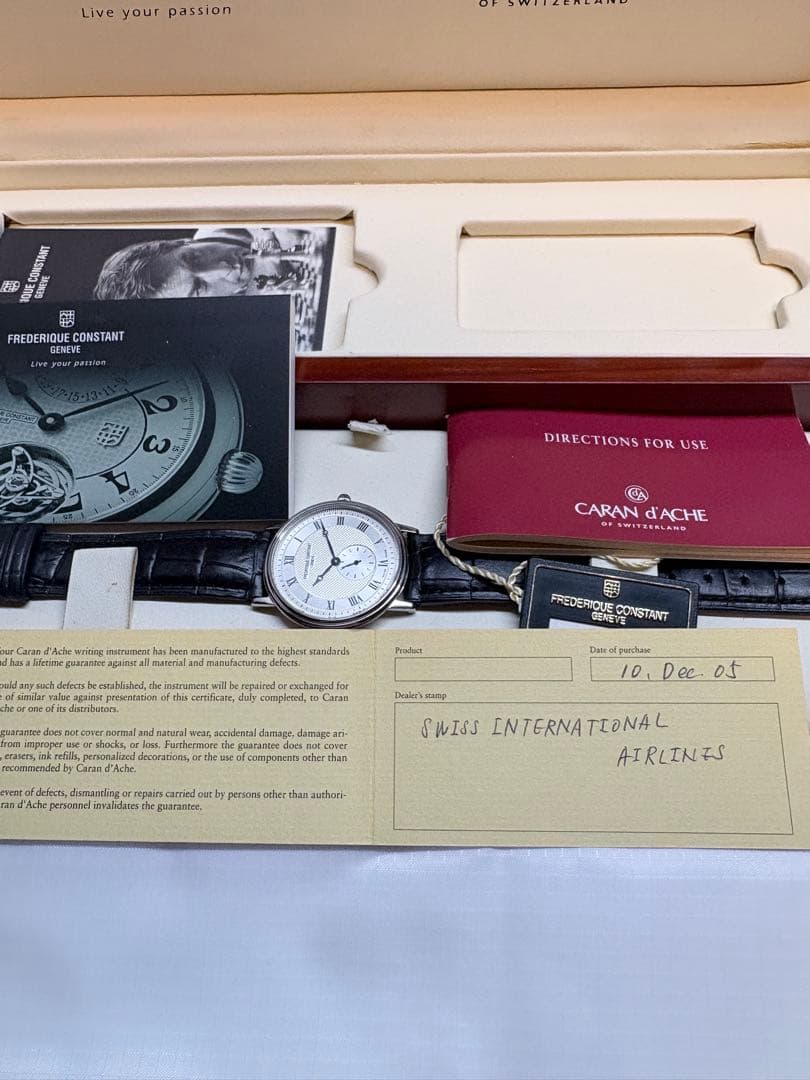 Live your passion
OF SWITZERLAND
CONSTANT
GENEVE
FREDERIQUE CONSTANT
GENEVE
Live your passion
DIRECTIONS FOR USE
CARAN d'ACHE
OF SWITZERLAND
FREDERIQUE CONSTANT
GENEVE
our Caran d'Ache writing instrument has been manufactured to the highest standards
nd has a lifetime guarantee against all material and manufacturing defects.
ould any such defects be established, the instrument will be repaired or exchanged for
e of similar value against presentation of this certificate, duly completed, to Caran
che or one of its distributors.
guarantee does not cover normal and natural wear, accidental damage, damage ari-
from improper use or shocks, or loss. Furthermore the guarantee does not cover
, erasers, ink refills, personalized decorations, or the use of components other than
recommended by Caran d'Ache.
event of defects, dismantling or repairs carried out by persons other than authori-
ran d'Ache personnel invalidates the guarantee.
Product
Date of purchase
10. Dec. 05
Dealer's stamp
SWISS INTERNATIONAL
AIRLINES